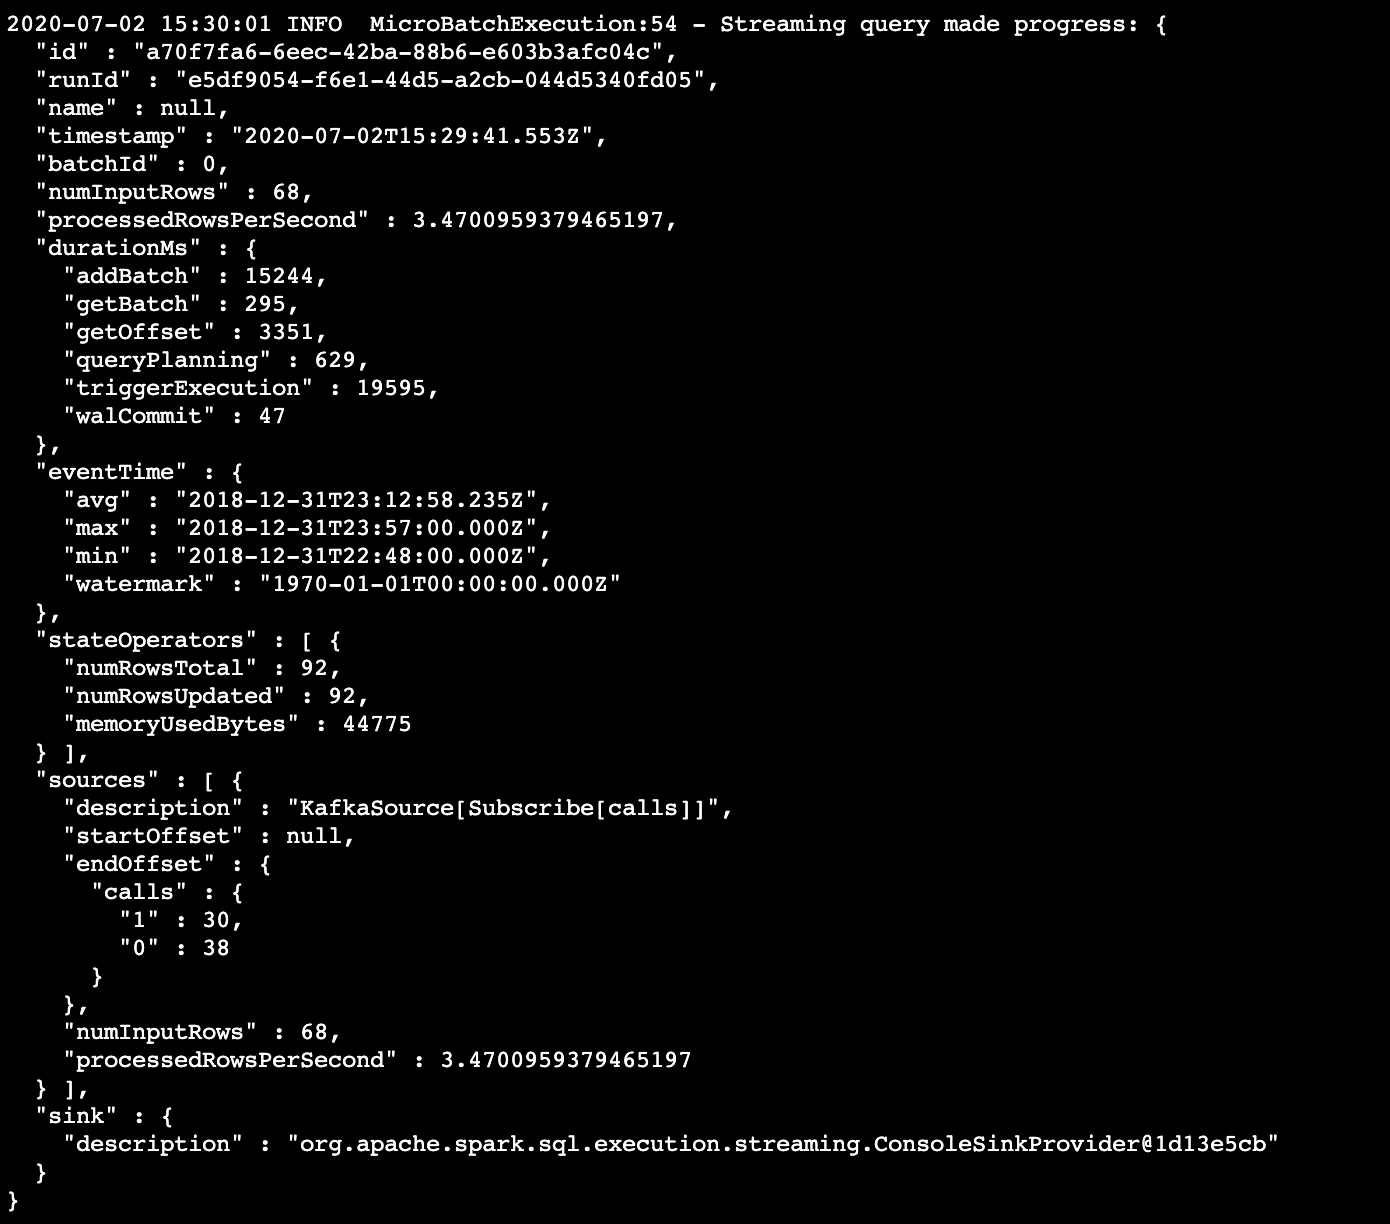 2020-07-02 15:30:01 INFO  MicroBatchExecution:54 - Streaming query made progress: {
  "id" : "a70f7fa6-6eec-42ba-88b6-e603b3afc04c",
  "runId" : "e5df9054-f6e1-44d5-a2cb-044d5340fd05",
  "name" : null,
  "timestamp" : "2020-07-02T15:29:41.553Z",
  "batchId" : 0,
  "numInputRows" : 68,
  "processedRowsPerSecond" : 3.4700959379465197,
  "durationMs" : {
    "addBatch" : 15244,
    "getBatch" : 295,
    "getOffset" : 3351,
    "queryPlanning" : 629,
    "triggerExecution" : 19595,
    "walCommit" : 47
  },
  "eventTime" : {
    "avg" : "2018-12-31T23:12:58.235Z",
    "max" : "2018-12-31T23:57:00.000Z",
    "min" : "2018-12-31T22:48:00.000Z",
    "watermark" : "1970-01-01T00:00:00.000Z"
  },
  "stateOperators" : [ {
    "numRowsTotal" : 92,
    "numRowsUpdated" : 92,
    "memoryUsedBytes" : 44775
  } ],
  "sources" : [ {
    "description" : "KafkaSource[Subscribe[calls]]",
    "startOffset" : null,
    "endOffset" : {
      "calls" : {
        "1" : 30,
        "0" : 38
      }
    },
    "numInputRows" : 68,
    "processedRowsPerSecond" : 3.4700959379465197
  } ],
  "sink" : {
    "description" : "org.apache.spark.sql.execution.streaming.ConsoleSinkProvider@1d13e5cb"
  }
}